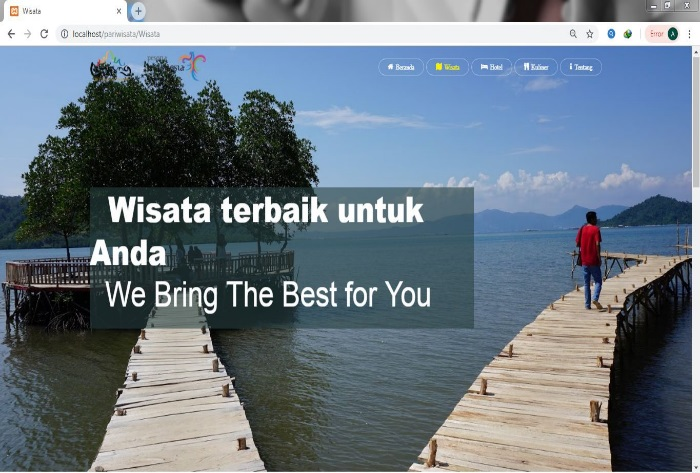 Wisata
localhost/pariwisata/Wisata
Error
A
Beranda
Wisata
Hotel
Kuliner
Tentang
Wisata terbaik untuk
Anda
We Bring The Best for You